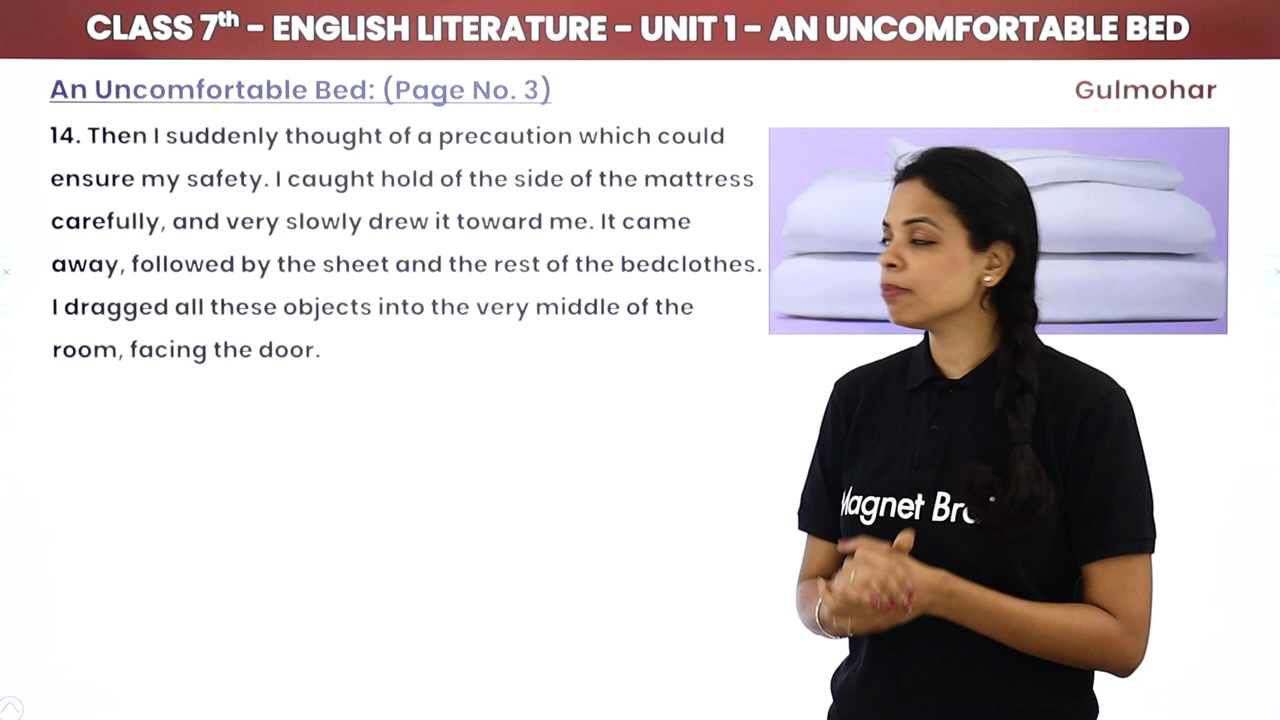 CLASS 7th - ENGLISH LITERATURE - UNIT 1 - AN UNCOMFORTABLE BED
An Uncomfortable Bed: (Page No. 3)
Gulmohar
14. Then I suddenly thought of a precaution which could
ensure my safety. I caught hold of the side of the mattress
carefully, and very slowly drew it toward me. It came
away, followed by the sheet and the rest of the bedclothes.
I dragged all these objects into the very middle of the
room, facing the door.
Magnet Bra